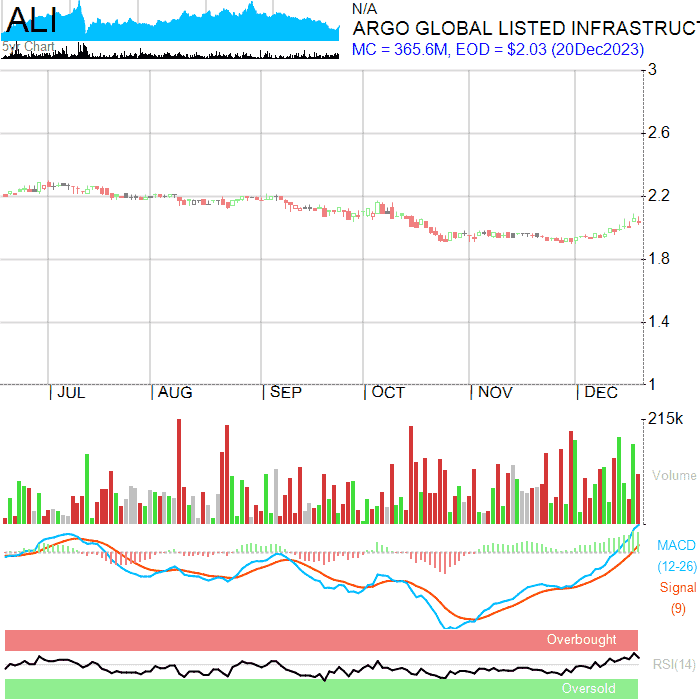 ALI
5yr Chart
N/A
ARGO GLOBAL LISTED INFRASTRUCT
MC = 365.6M, EOD = $2.03 (20Dec2023)
3
2.6
2.2
1.8
1.4
1
JUL AUG SEP OCT NOV DEC
215k
Volume
MACD
(12-26)
Signal
(9)
Overbought
RSI(14)
Oversold